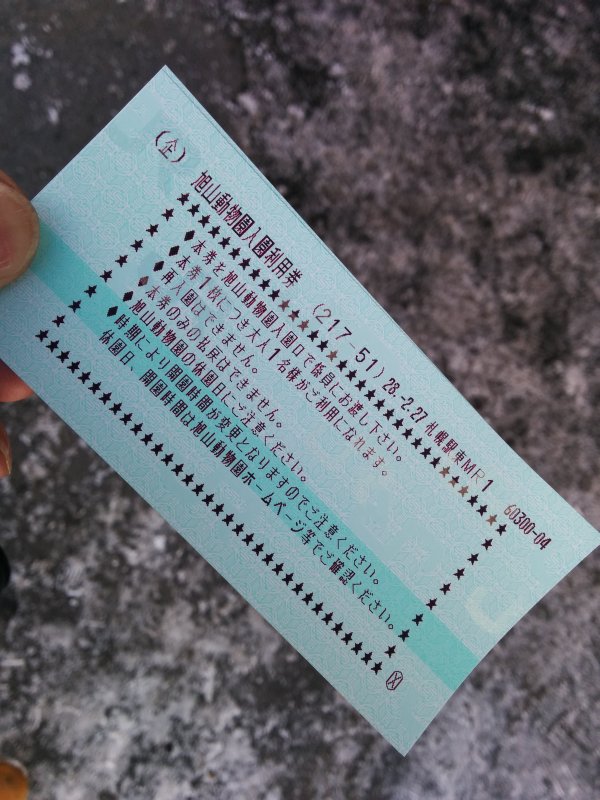 (企) 旭山動物園入園利用券
★★★★★★★★★★★★★★★★★★★★★★★★★★
★ ◆本券を旭山動物園入園口で係員にお渡し下さい。 ★
★ ◆本券1枚につき大人1名様がご利用になれます。 ★
★ ◆再入園はできません。 ★
★ ◆本券のみの払戻はできません。 ★
★ ◆旭山動物園の休園日にご注意ください。 ★
★ ◆時期により開園時間が変更となりますのでご注意ください。 ★
★ 休園日、開園時間は旭山動物園ホームページ等でご確認ください。 ★
★★★★★★★★★★★★★★★★★★★★★★★★★★
(217-51) 28.2.27 札幌駅東MR1 60300-04